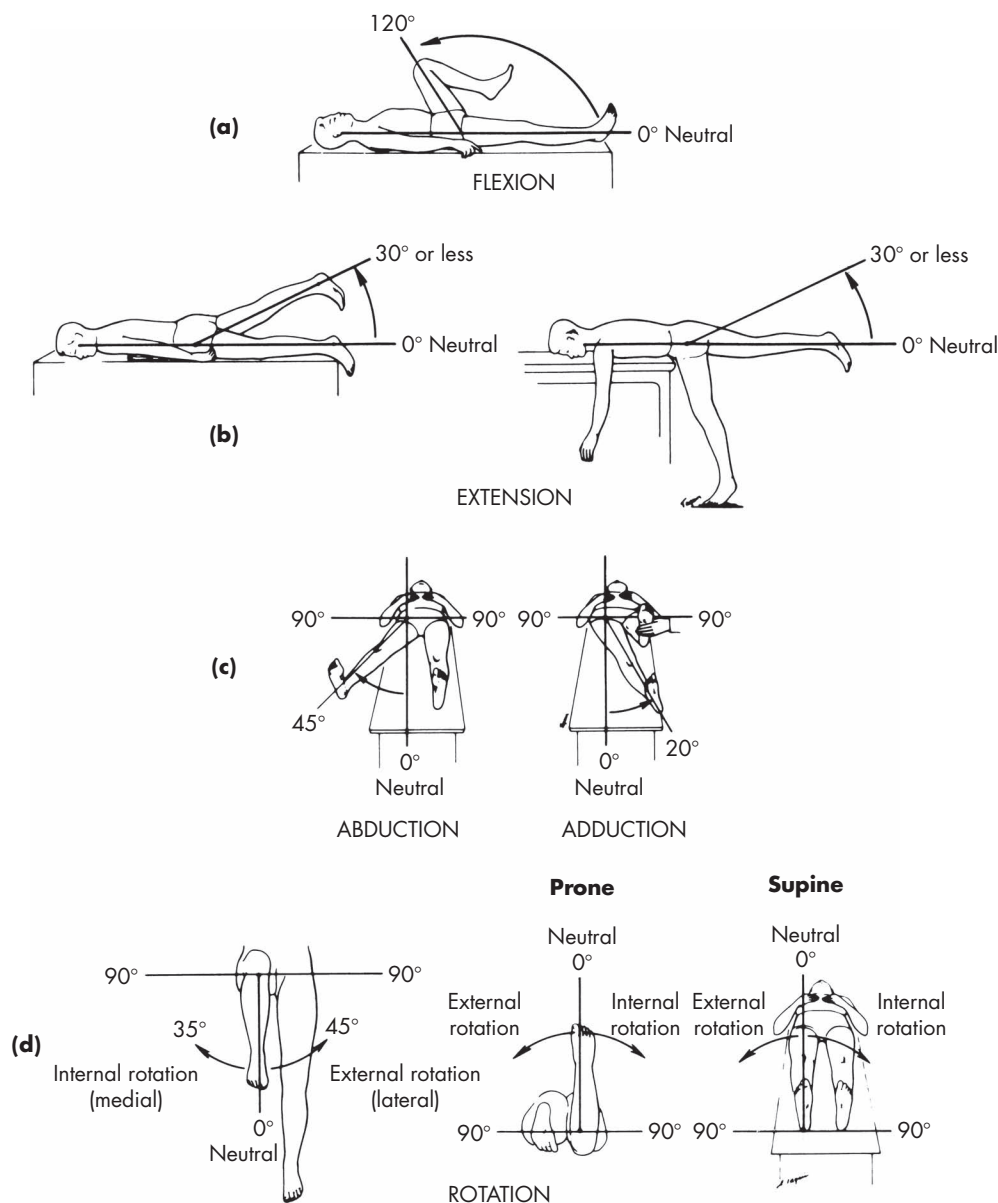 120°
(a)
0° Neutral
FLEXION
30° or less
0° Neutral
30° or less
0° Neutral
(b)
EXTENSION
90°
90°
45°
0°
Neutral
ABDUCTION
90°
90°
20°
0°
Neutral
ADDUCTION
(c)
(d)
90°
90°
35°
45°
Internal rotation
(medial)
External rotation
(lateral)
0°
Neutral
Prone
Neutral
0°
External
rotation
Internal
rotation
90°
90°
Supine
Neutral
0°
External
rotation
Internal
rotation
90°
90°
ROTATION